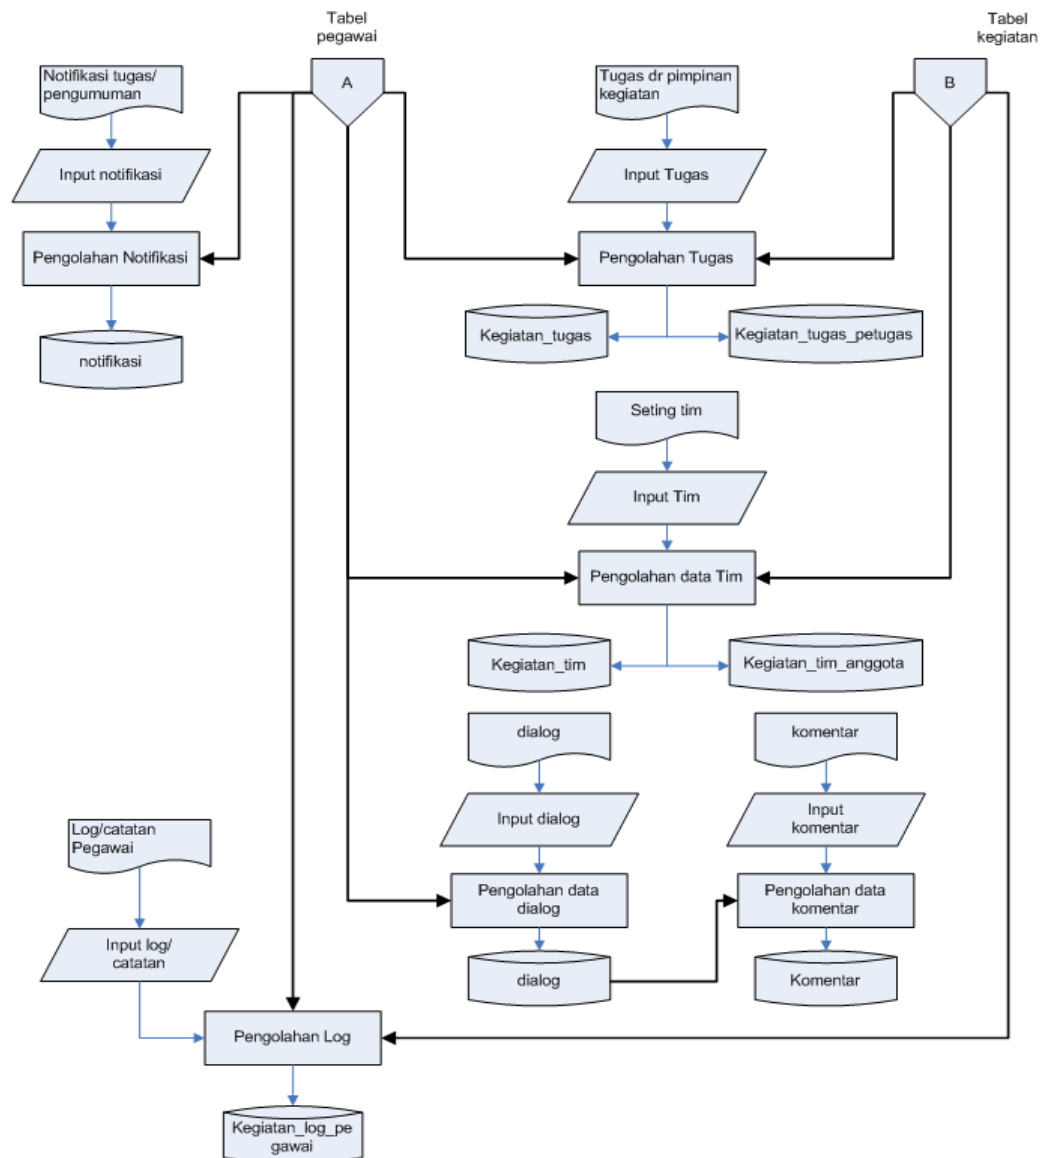 Tabel
pegawai
Tabel
kegiatan
Notifikasi tugas/
pengumuman
A
Tugas dr pimpinan
kegiatan
B
Input notifikasi
Input Tugas
Pengolahan Notifikasi
Pengolahan Tugas
notifikasi
Kegiatan_tugas
Kegiatan_tugas_petugas
Seting tim
Input Tim
Pengolahan data Tim
Kegiatan_tim
Kegiatan_tim_anggota
dialog
komentar
Input dialog
Input
komentar
Log/catatan
Pegawai
Pengolahan data
dialog
Pengolahan data
komentar
Input log/
catatan
dialog
Komentar
Pengolahan Log
Kegiatan_log_pe
gawai